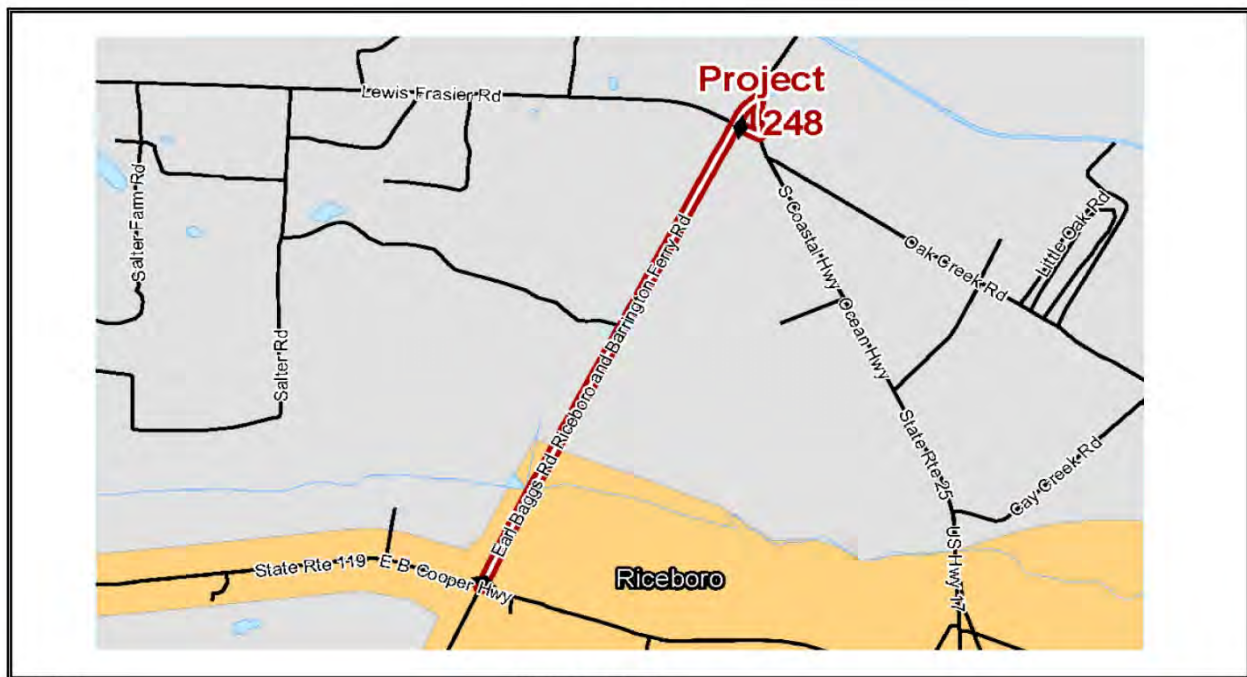 Project
248
Lewis Frasier Rd
Salter Farm Rd
Salter Rd
Earl Baggs Rd Riceboro and Barrington Ferry Rd
S Coastal Hwy Ocean Hwy
State Rte 25
US Hwy 17
Oak Creek Rd
Little Oak Rd
Cay Creek Rd
State Rte 119 E B Cooper Hwy
Riceboro